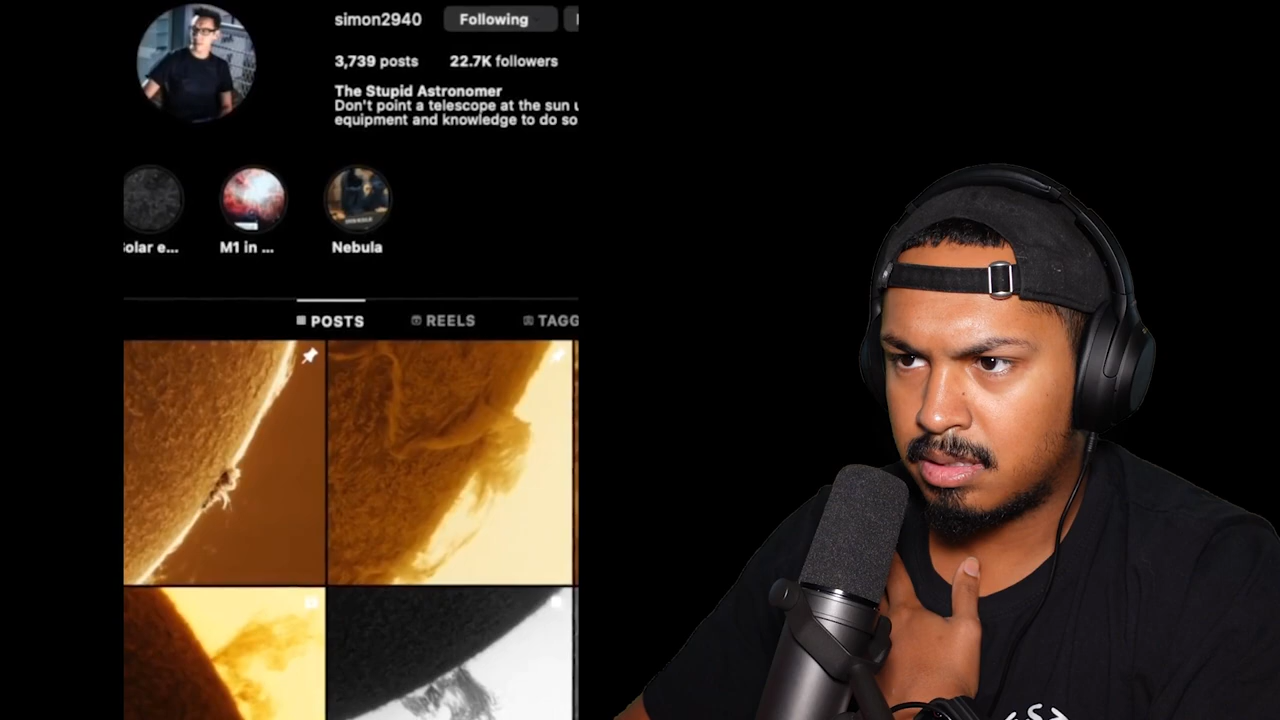 simon2940 Following
3,739 posts 22.7K followers
The Stupid Astronomer
Don't point a telescope at the sun
equipment and knowledge to do so
M1 in ... Nebula
POSTS REELS